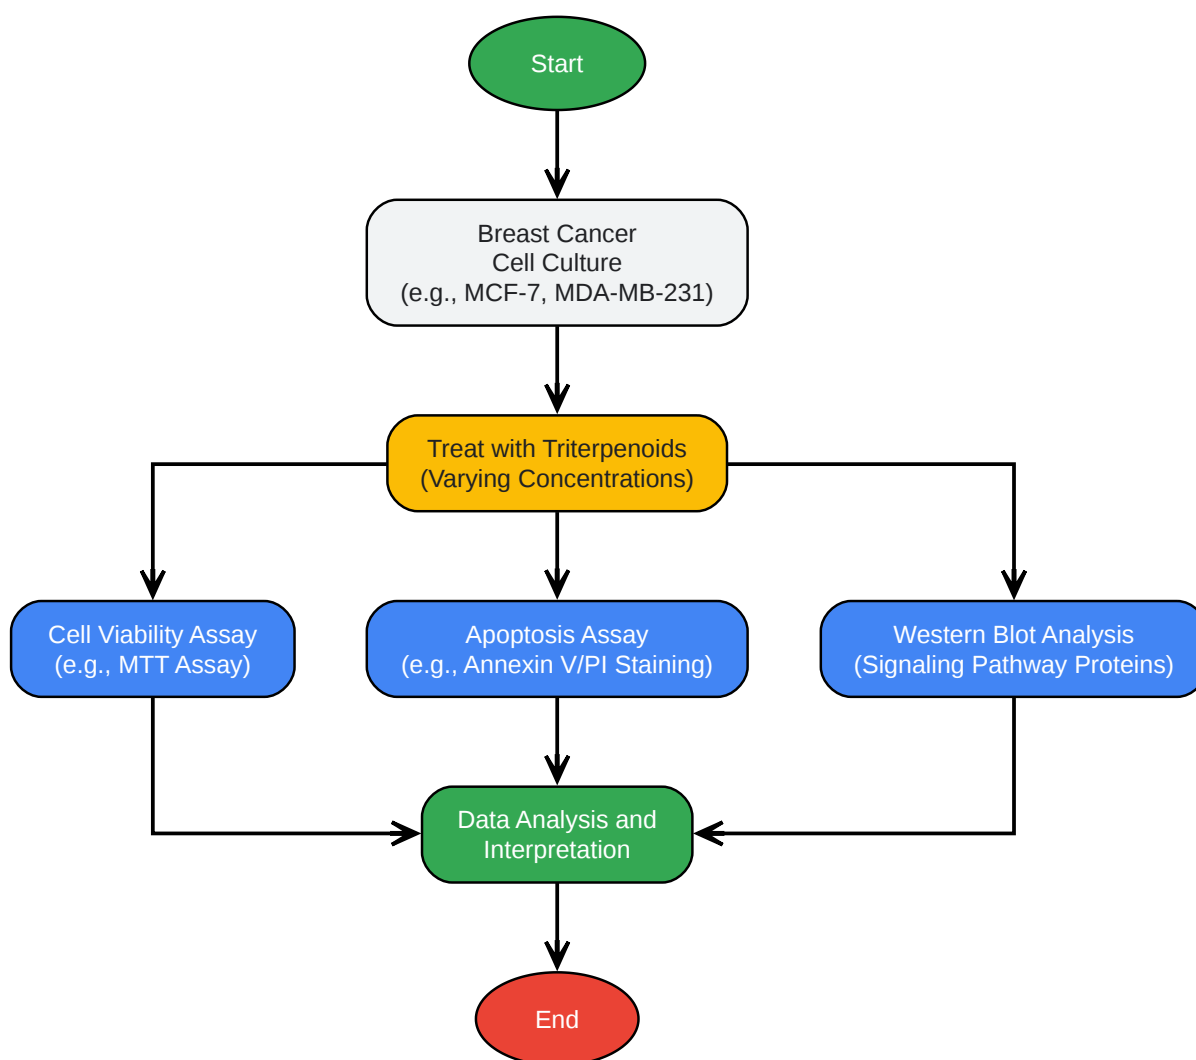 Start
Breast Cancer
Cell Culture
(e.g., MCF-7, MDA-MB-231)
Treat with Triterpenoids
(Varying Concentrations)
Cell Viability Assay
(e.g., MTT Assay)
Apoptosis Assay
(e.g., Annexin V/PI Staining)
Western Blot Analysis
(Signaling Pathway Proteins)
Data Analysis and
Interpretation
End